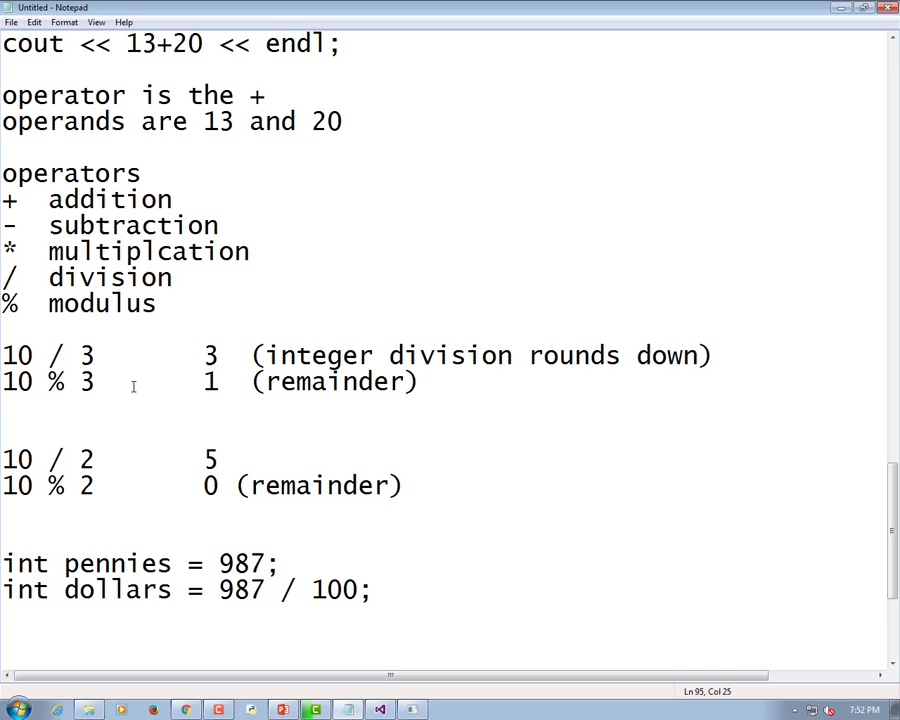 Untitled - Notepad
File Edit Format View Help
cout << 13+20 << endl;
operator is the +
operands are 13 and 20
operators
+ addition
- subtraction
* multiplcation
/ division
% modulus
10 / 3 3 (integer division rounds down)
10 % 3 1 (remainder)
10 / 2 5
10 % 2 0 (remainder)
int pennies = 987;
int dollars = 987 / 100;
Ln 95, Col 25
7:52 PM